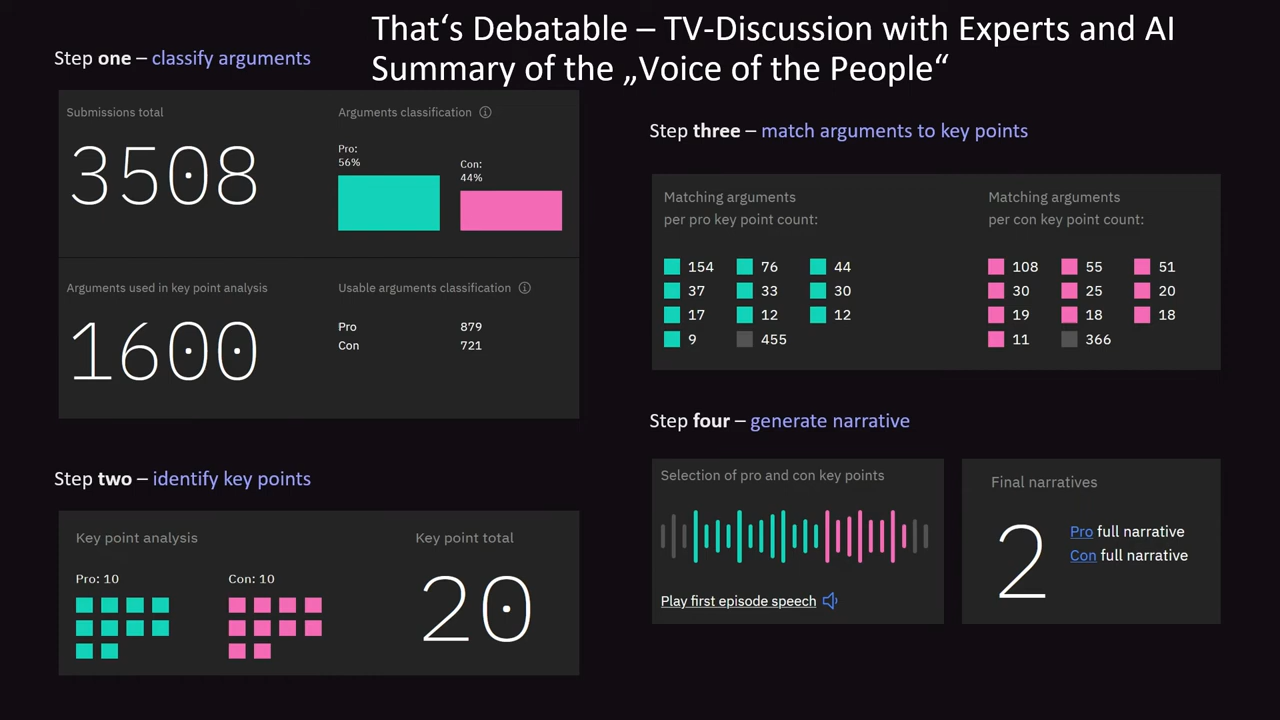 That‘s Debatable – TV-Discussion with Experts and AI
Summary of the „Voice of the People“
Step one – classify arguments
Submissions total
3508
Arguments classification
Pro:
56%
Con:
44%
Arguments used in key point analysis
1600
Usable arguments classification
Pro 879
Con 721
Step two – identify key points
Key point analysis
Pro: 10
Con: 10
Key point total
20
Step three – match arguments to key points
Matching arguments
per pro key point count:
154 76 44
37 33 30
17 12 12
9 455
Matching arguments
per con key point count:
108 55 51
30 25 20
19 18 18
11 366
Step four – generate narrative
Selection of pro and con key points
Play first episode speech
Final narratives
2
Pro full narrative
Con full narrative